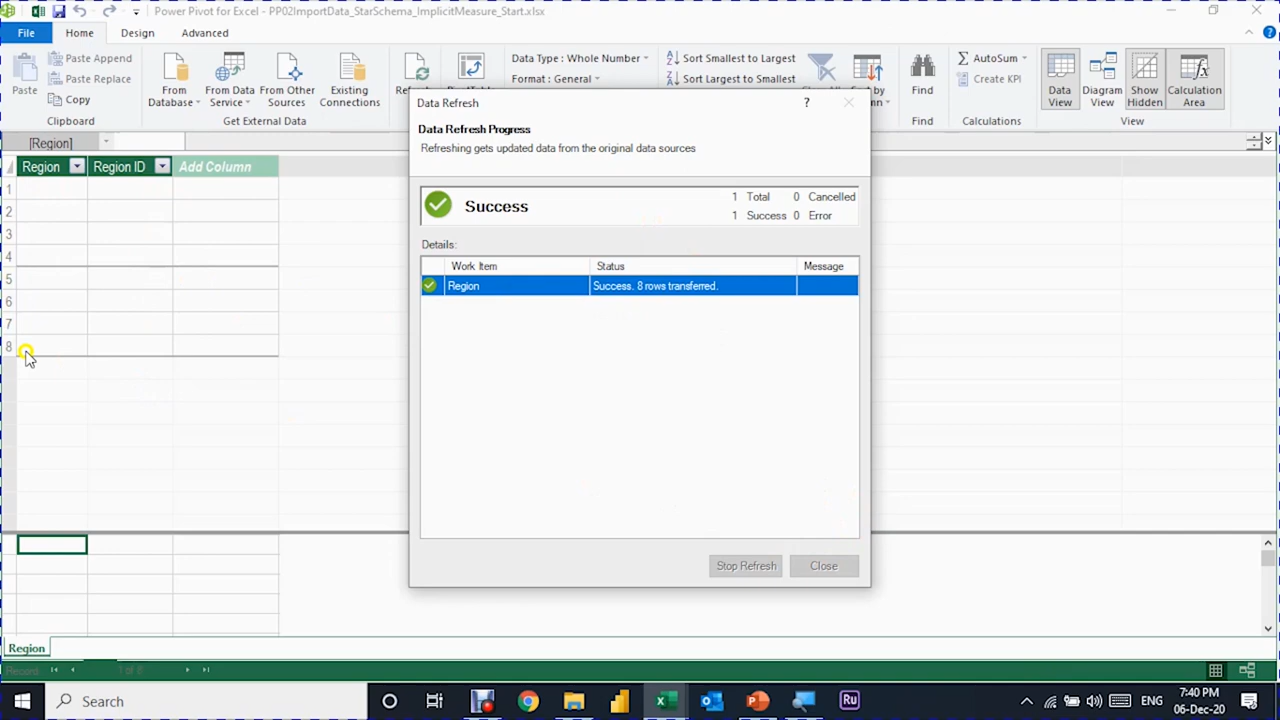 Power Pivot for Excel - PP02ImportData_StarSchema_ImplicitMeasure_Start.xlsx
File Home Design Advanced
Paste
Paste Append
Paste Replace
Copy
Clipboard
From Database
From Data Service
From Other Sources
Existing Connections
Get External Data
Data Type : Whole Number
Format : General
Sort Smallest to Largest
Sort Largest to Smallest
Find
Find
AutoSum
Create KPI
Calculations
Data View
Diagram View
Show Hidden
Calculation Area
View
[Region]
Region Region ID Add Column
1
2
3
4
5
6
7
8
Data Refresh
?
Data Refresh Progress
Refreshing gets updated data from the original data sources
Success
1 Total 0 Cancelled
1 Success 0 Error
Details:
Work Item Status Message
Region Success. 8 rows transferred.
Stop Refresh Close
Region
Record:
1 of 8
Search
Ru
ENG
7:40 PM
06-Dec-20